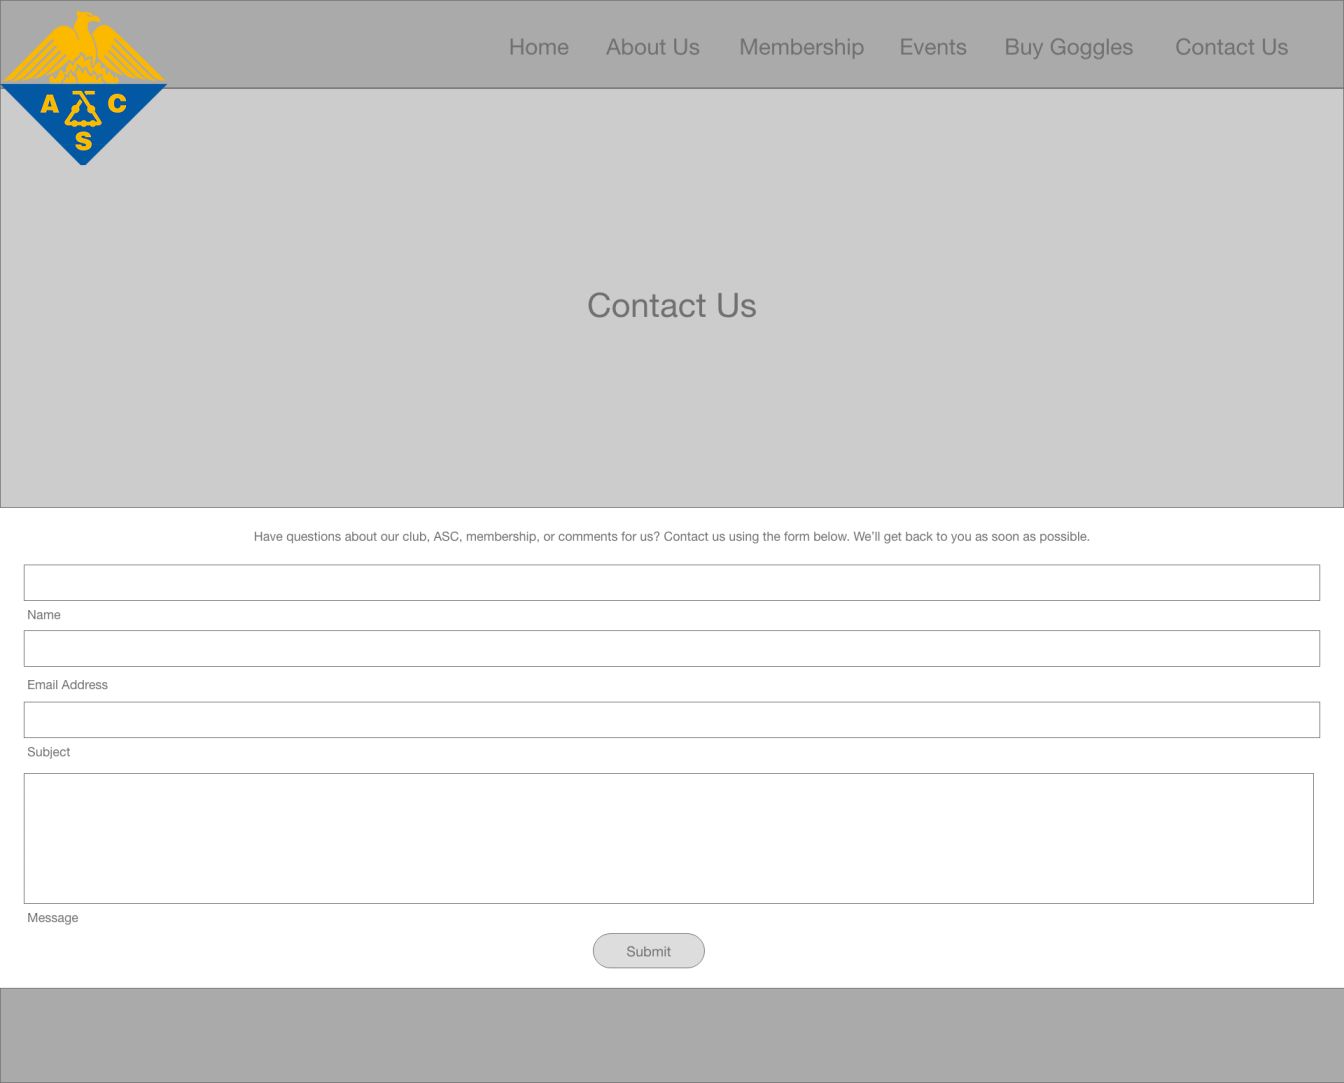 Home About Us Membership Events Buy Goggles Contact Us
A C
S
Contact Us
Have questions about our club, ASC, membership, or comments for us? Contact us using the form below. We'll get back to you as soon as possible.
Name
Email Address
Subject
Message
Submit